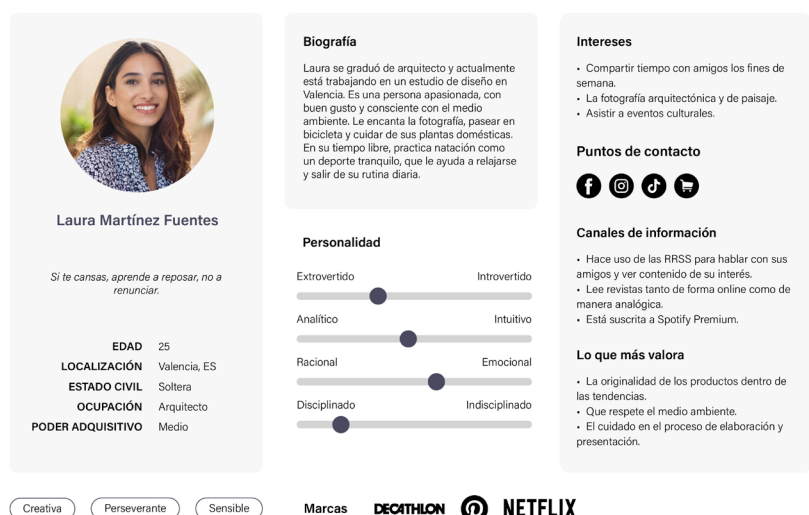 Laura Martínez Fuentes
Si te cansas, aprende a reposar, no a
renunciar.
EDAD 25
LOCALIZACIÓN Valencia, ES
ESTADO CIVIL Soltera
OCUPACIÓN Arquitecto
PODER ADQUISITIVO Medio
Biografía
Laura se graduó de arquitecto y actualmente
está trabajando en un estudio de diseño en
Valencia. Es una persona apasionada, con
buen gusto y consciente con el medio
ambiente. Le encanta la fotografía, pasear en
bicicleta y cuidar de sus plantas domésticas.
En su tiempo libre, practica natación como
un deporte tranquilo, que le ayuda a relajarse
y salir de su rutina diaria.
Personalidad
Extrovertido Introvertido
Analítico Intuitivo
Racional Emocional
Disciplinado Indisciplinado
Intereses
• Compartir tiempo con amigos los fines de
semana.
• La fotografía arquitectónica y de paisaje.
• Asistir a eventos culturales.
Puntos de contacto
Canales de información
• Hace uso de las RRSS para hablar con sus
amigos y ver contenido de su interés.
• Lee revistas tanto de forma online como de
manera analógica.
• Está suscrita a Spotify Premium.
Lo que más valora
• La originalidad de los productos dentro de
las tendencias.
• Que respete el medio ambiente.
• El cuidado en el proceso de elaboración y
presentación.
Creativa Perseverante Sensible
Marcas DECATHLON NETFLIX